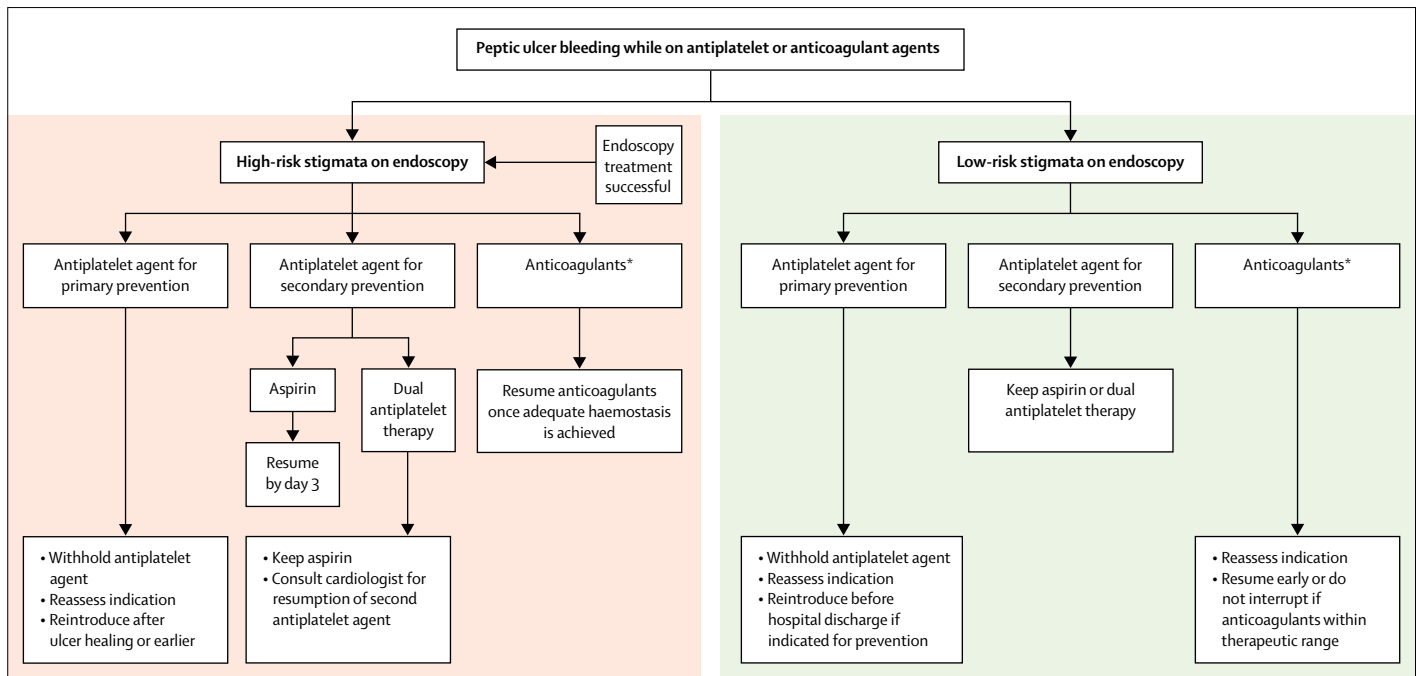 Peptic ulcer bleeding while on antiplatelet or anticoagulant agents
High-risk stigmata on endoscopy
Endoscopy
treatment
successful
Antiplatelet agent for
primary prevention
Antiplatelet agent for
secondary prevention
Anticoagulants*
Aspirin
Dual
antiplatelet
therapy
Resume anticoagulants
once adequate haemostasis
is achieved
Resume
by day 3
• Withhold antiplatelet
agent
• Reassess indication
• Reintroduce after
ulcer healing or earlier
• Keep aspirin
• Consult cardiologist for
resumption of second
antiplatelet agent
Low-risk stigmata on endoscopy
Antiplatelet agent for
primary prevention
Antiplatelet agent for
secondary prevention
Anticoagulants*
Keep aspirin or dual
antiplatelet therapy
• Withhold antiplatelet agent
• Reassess indication
• Reintroduce before
hospital discharge if
indicated for prevention
• Reassess indication
• Resume early or do
not interrupt if
anticoagulants within
therapeutic range